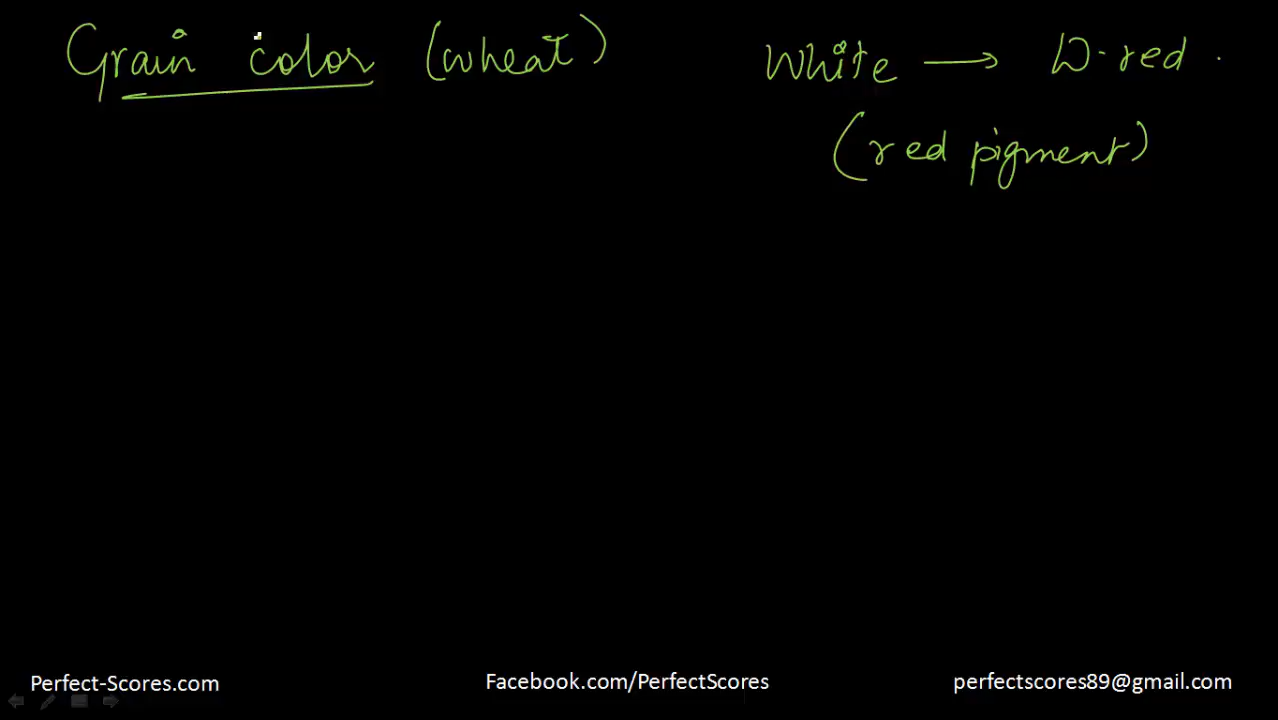 Grain color (wheat) White → D.red.
(red pigment)
Perfect-Scores.com Facebook.com/PerfectScores perfectscores89@gmail.com